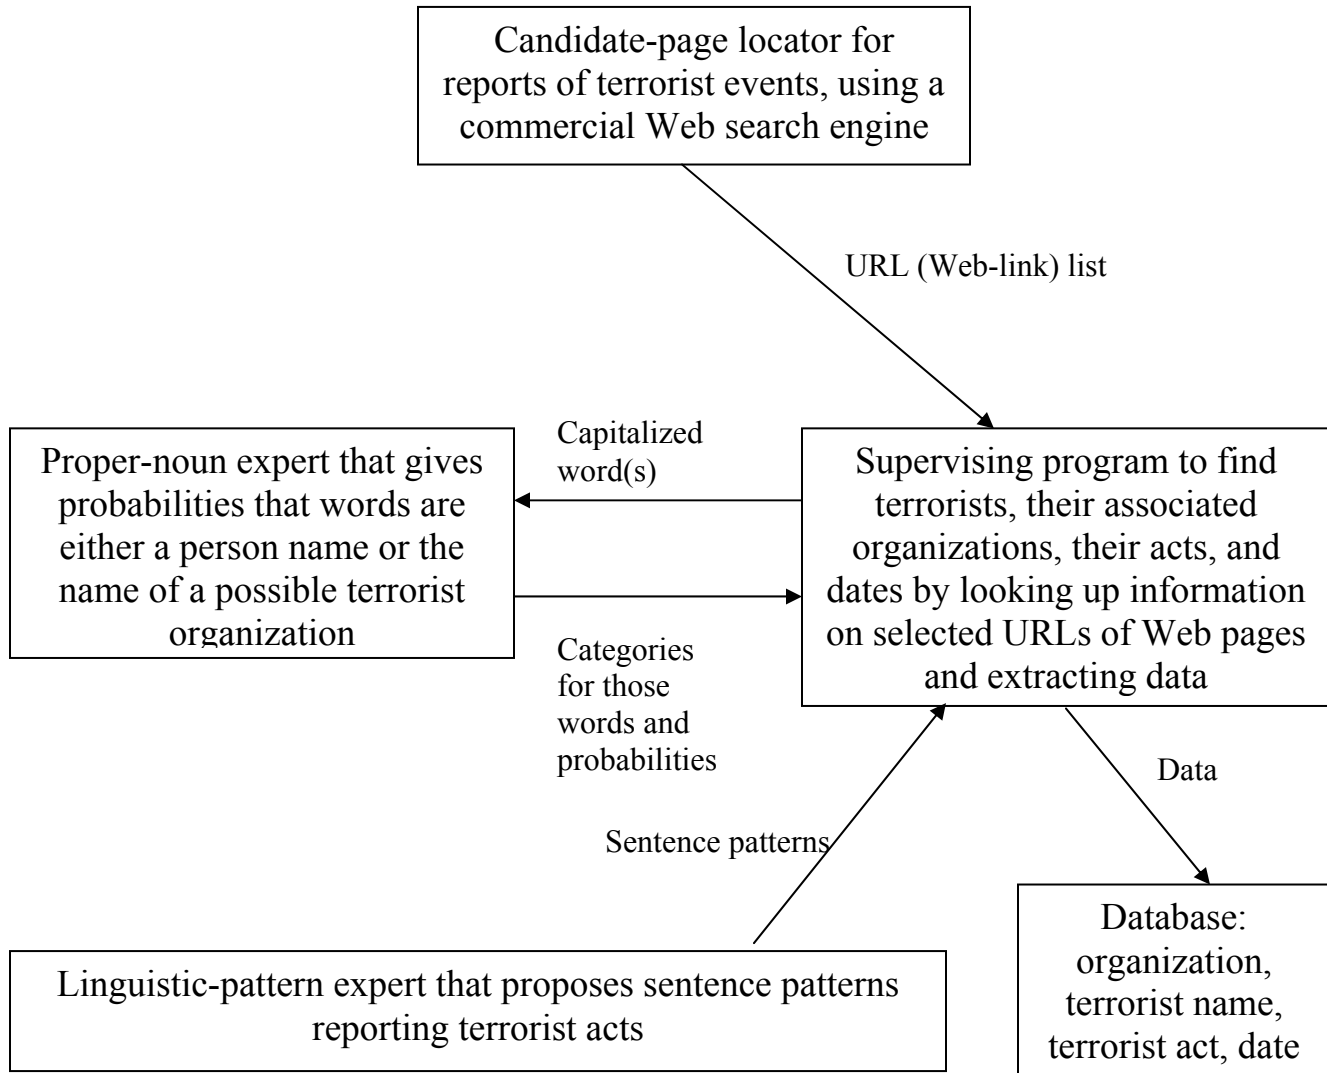 Candidate-page locator for
reports of terrorist events, using a
commercial Web search engine
URL (Web-link) list
Capitalized
word(s)
Proper-noun expert that gives
probabilities that words are
either a person name or the
name of a possible terrorist
organization
Supervising program to find
terrorists, their associated
organizations, their acts, and
dates by looking up information
on selected URLs of Web pages
and extracting data
Categories
for those
words and
probabilities
Data
Sentence patterns
Linguistic-pattern expert that proposes sentence patterns
reporting terrorist acts
Database:
organization,
terrorist name,
terrorist act, date